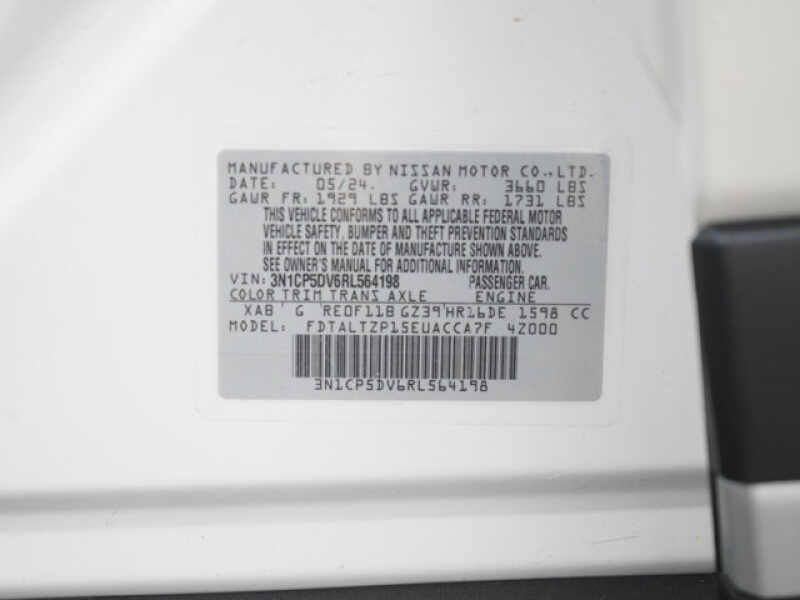 MANUFACTURED BY NISSAN MOTOR CO.,LTD.
DATE: 05/24. GVWR: 3660 LBS
GAWR FR: 1929 LBS GAWR RR: 1731 LBS
THIS VEHICLE CONFORMS TO ALL APPLICABLE FEDERAL MOTOR
VEHICLE SAFETY, BUMPER AND THEFT PREVENTION STANDARDS
IN EFFECT ON THE DATE OF MANUFACTURE SHOWN ABOVE.
SEE OWNER'S MANUAL FOR ADDITIONAL INFORMATION.
VIN: 3N1CP5DV6RL564198 PASSENGER CAR.
COLOR TRIM TRANS AXLE ENGINE
XAB G RE0F11B GZ39 HR16DE 1598 CC
MODEL: FDTALTZP15EUACCA7F 4Z000
3N1CP5DV6RL564198